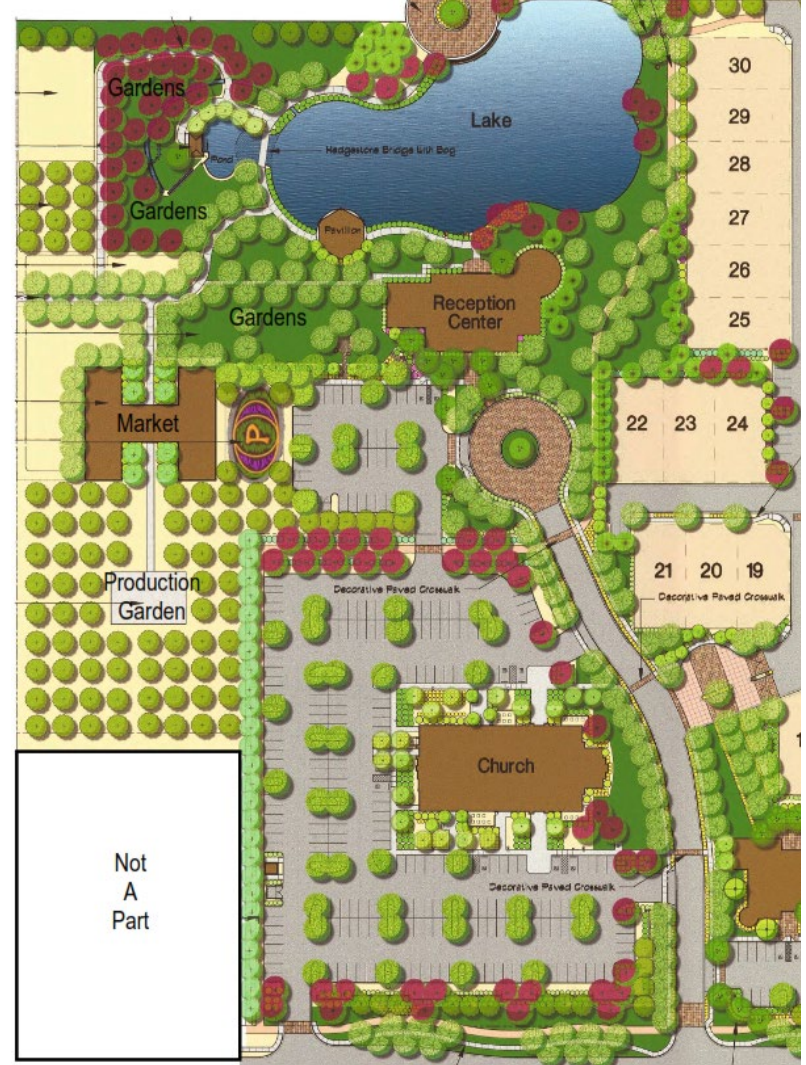 Gardens
30
Lake
29
Hedgestone Bridge With Bog
Pond
28
Gardens
27
Pavilion
26
Reception
Center
Gardens
25
Market
P
22 23 24
21 20 19
Production
Garden
Decorative Paved Crosswalk
Decorative Paved Crosswalk
Church
Not
A
Part
Decorative Paved Crosswalk